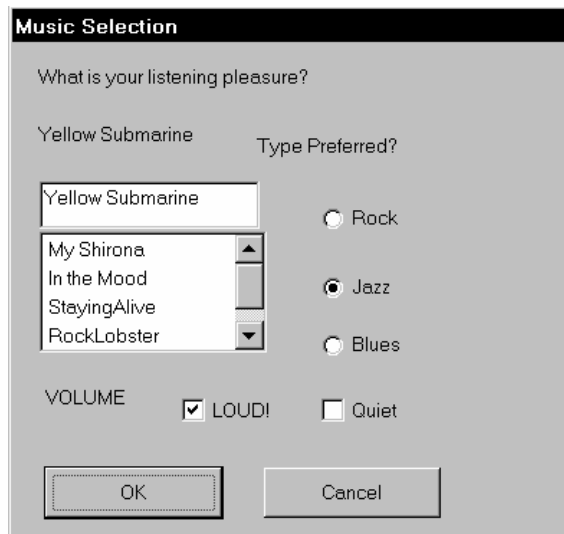 Music Selection
What is your listening pleasure?
Yellow Submarine
Type Preferred?
Yellow Submarine
My Shirona
In the Mood
StayingAlive
RockLobster
Rock
Jazz
Blues
VOLUME
LOUD!
Quiet
OK
Cancel